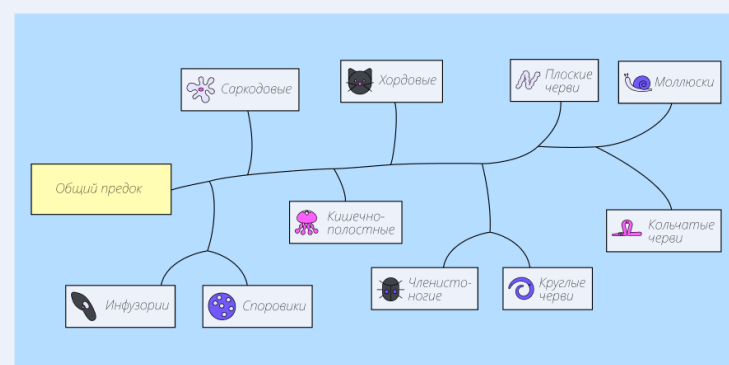 Хордовые
Плоские
черви
Моллюски
Саркодовые
Общий предок
Кишечно-
полостные
Кольчатые
черви
Инфузории
Споровики
Членисто-
ногие
Круглые
черви